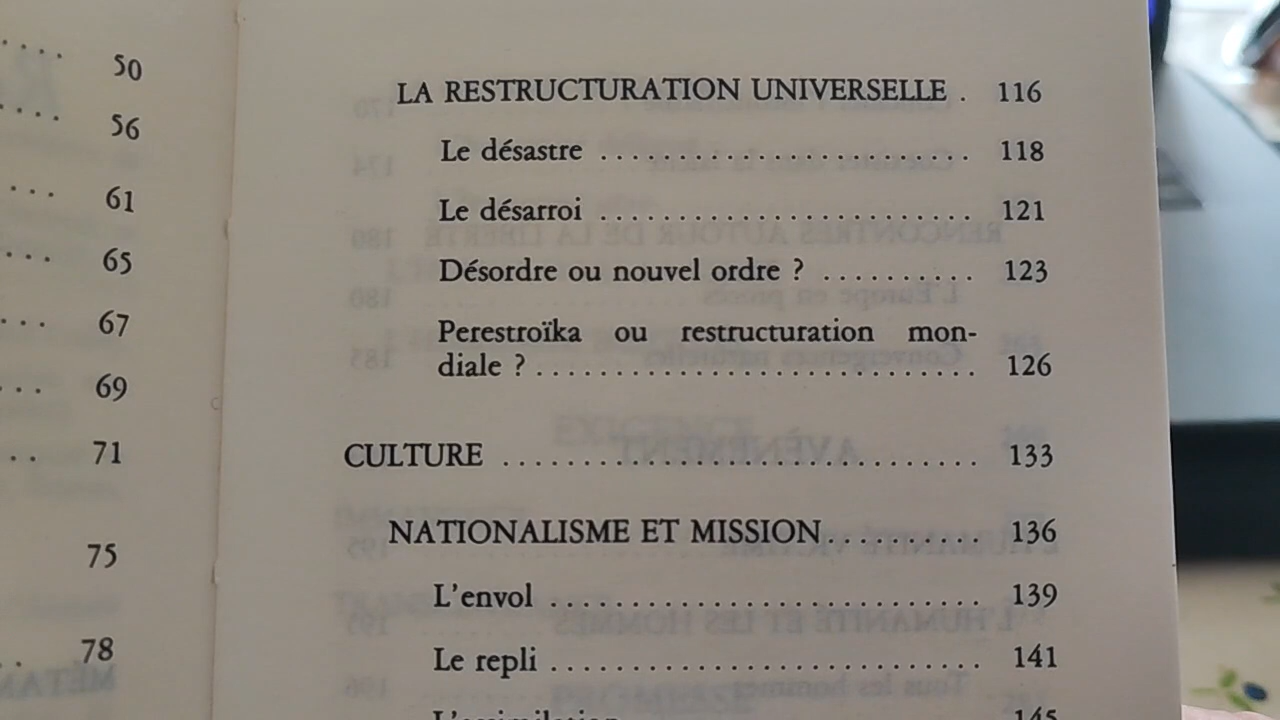 50
56
61
65
67
69
71
75
78
LA RESTRUCTURATION UNIVERSELLE . 116
Le désastre ........................ 118
Le désarroi ........................ 121
Désordre ou nouvel ordre ? .......... 123
Perestroïka ou restructuration mon-
diale ? ............................ 126
CULTURE ............................... 133
NATIONALISME ET MISSION .......... 136
L'envol ............................ 139
Le repli ............................ 141
L'assimilation 145